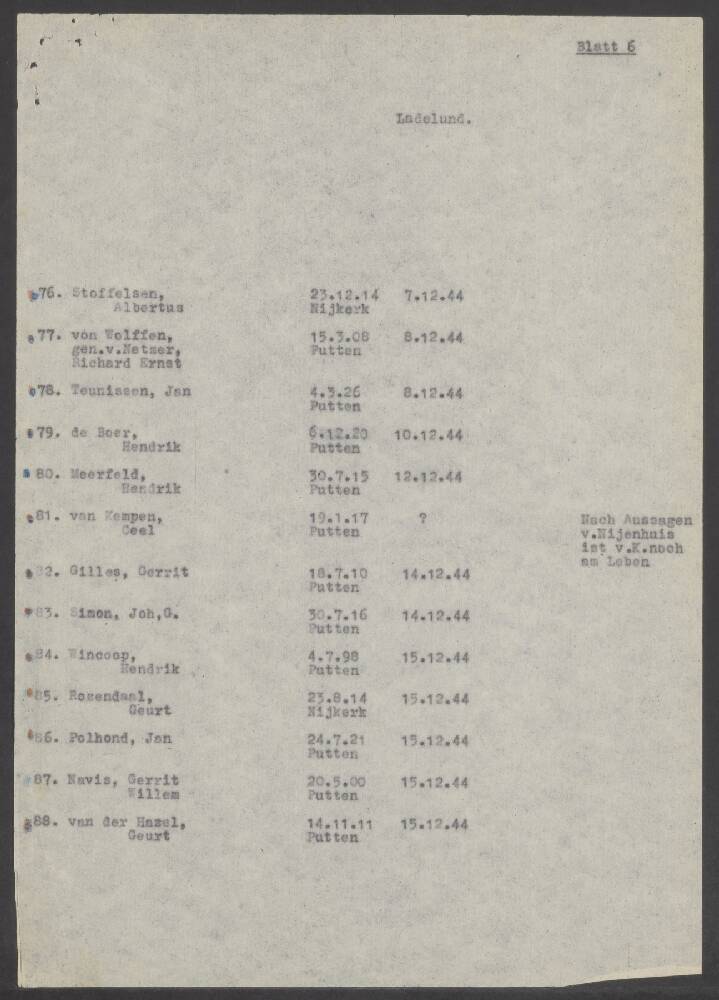 Blatt 6
Ladelund.
76. Stoffelsen, 23.12.14 7.12.44
Albertus Nijkerk
77. von Wolffen, 15.3.08 8.12.44
gen.v.Netzer, Putten
Richard Ernst
78. Teunissen, Jan 4.3.26 8.12.44
Putten
79. de Boer, 6.12.20 10.12.44
Hendrik Putten
80. Meerfeld, 30.7.15 12.12.44
Hendrik Putten
81. van Kempen, 19.1.17 ? Nach Aussagen
Ceel Putten v.Nijenhuis
ist v.K.noch
am Leben
82. Gilles, Gerrit 18.7.10 14.12.44
Putten
83. Simon, Joh,G. 30.7.16 14.12.44
Putten
84. Wincoop, 4.7.98 15.12.44
Hendrik Putten
85. Rozendaal, 23.8.14 15.12.44
Geurt Nijkerk
86. Polhond, Jan 24.7.21 15.12.44
Putten
87. Navis, Gerrit 20.5.00 15.12.44
Willem Putten
88. van der Hazel, 14.11.11 15.12.44
Geurt Putten